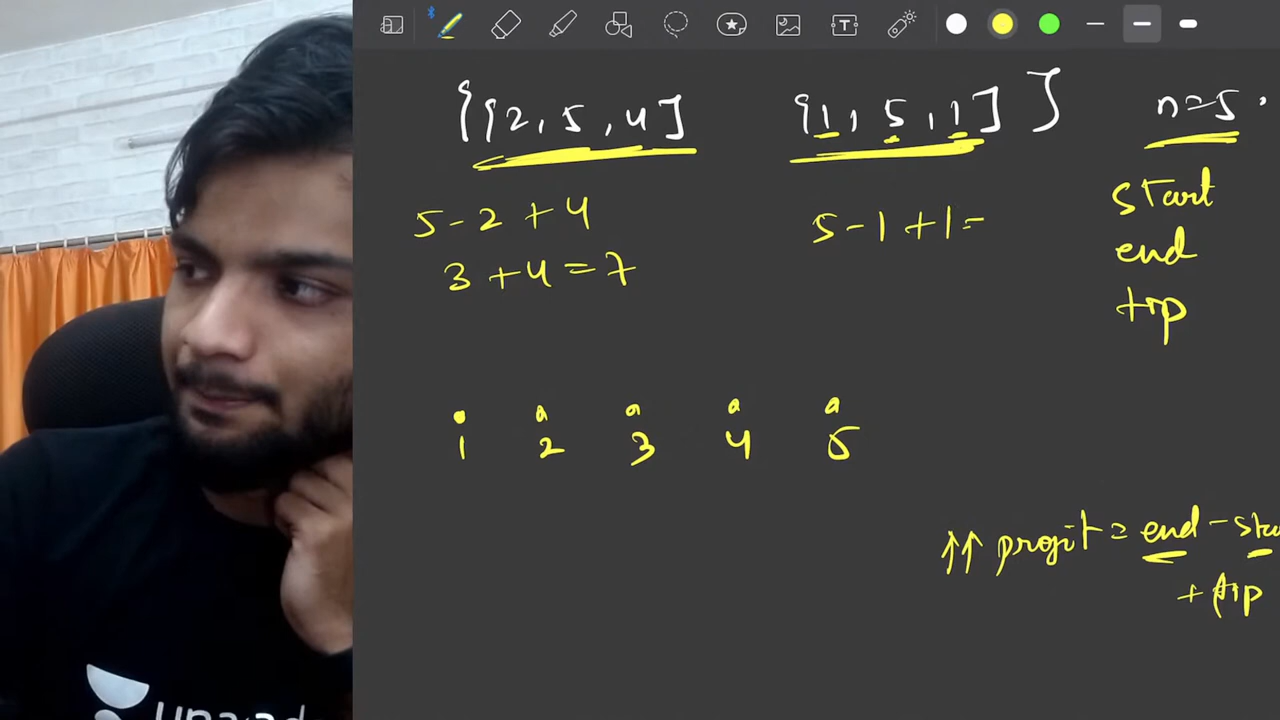 {[2, 5, 4] {1, 5, 1] } n=5
start
end
tip
5-2+4
3+4=7
5-1+1=
1 2 3 4 5
↑↑ profit = end - sta
+ tip